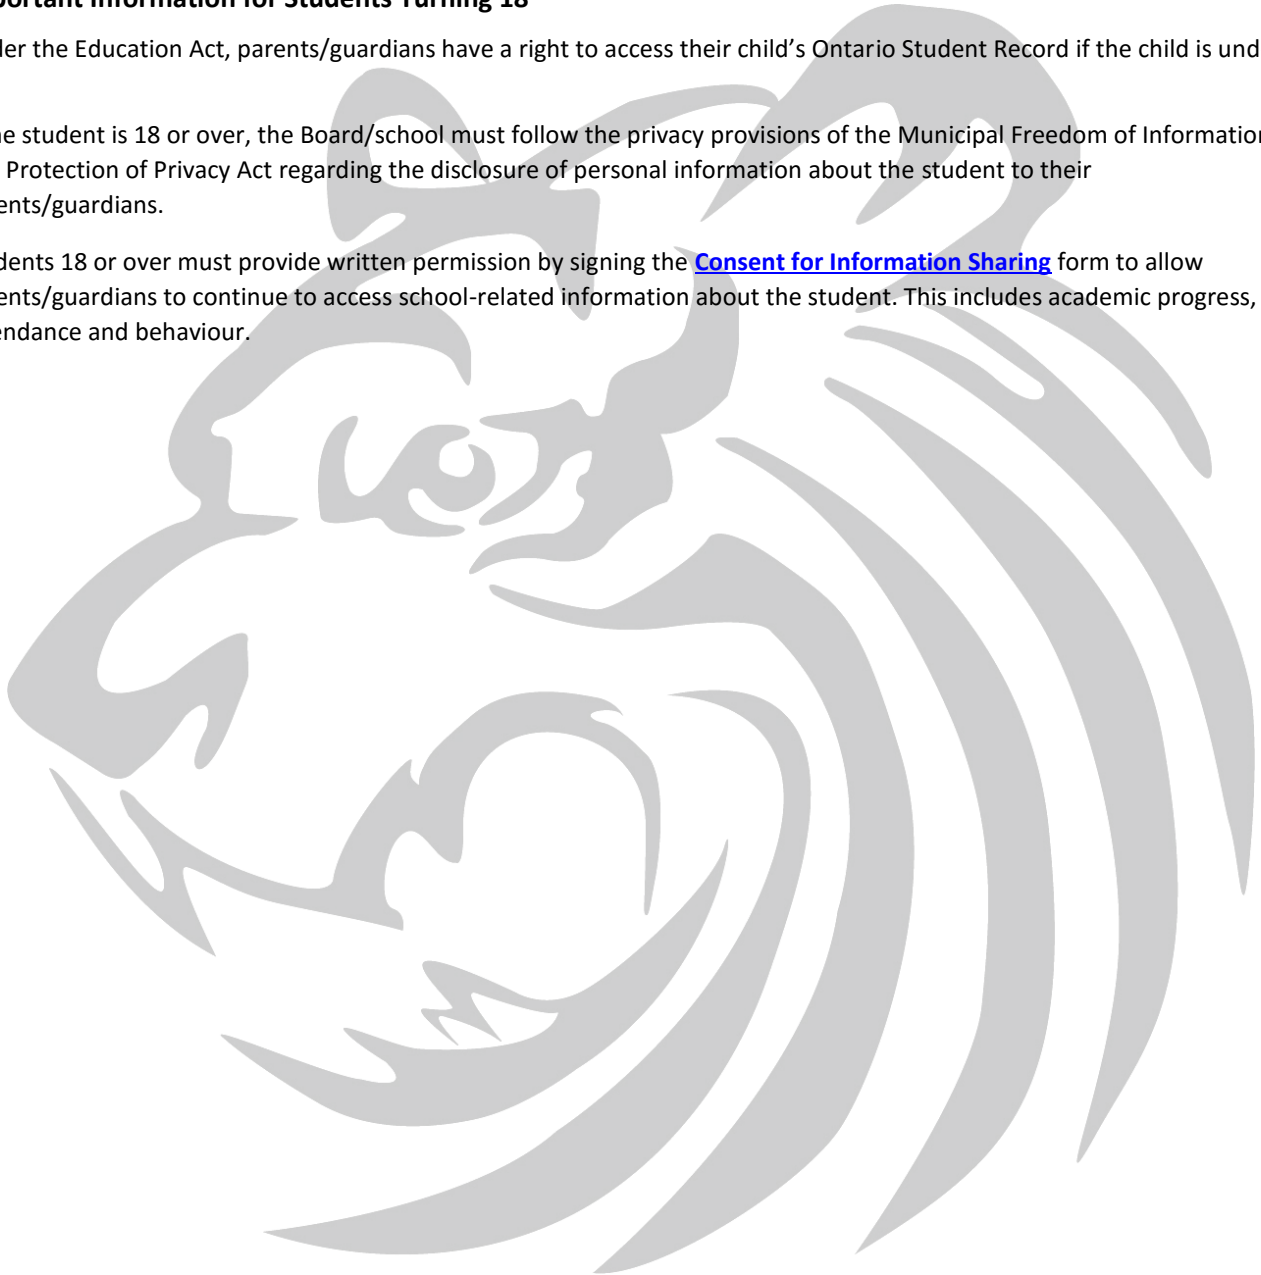 portant Information for Students Turning 18
er the Education Act, parents/guardians have a right to access their child’s Ontario Student Record if the child is und
e student is 18 or over, the Board/school must follow the privacy provisions of the Municipal Freedom of Information
Protection of Privacy Act regarding the disclosure of personal information about the student to their
ents/guardians.
dents 18 or over must provide written permission by signing the Consent for Information Sharing form to allow
ents/guardians to continue to access school-related information about the student. This includes academic progress,
endance and behaviour.